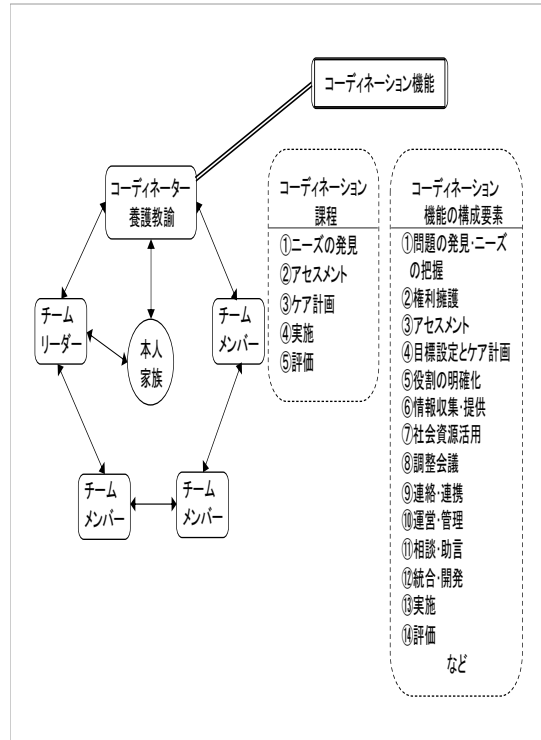 コーディネーション機能
コーディネーター
養護教諭
チーム
リーダー
本人
家族
チーム
メンバー
チーム
メンバー
チーム
メンバー
コーディネーション
課程
①ニーズの発見
②アセスメント
③ケア計画
④実施
⑤評価
コーディネーション
機能の構成要素
①問題の発見・ニーズ
の把握
②権利擁護
③アセスメント
④目標設定とケア計画
⑤役割の明確化
⑥情報収集・提供
⑦社会資源活用
⑧調整会議
⑨連絡・連携
⑩運営・管理
⑪相談・助言
⑫統合・開発
⑬実施
⑭評価
など